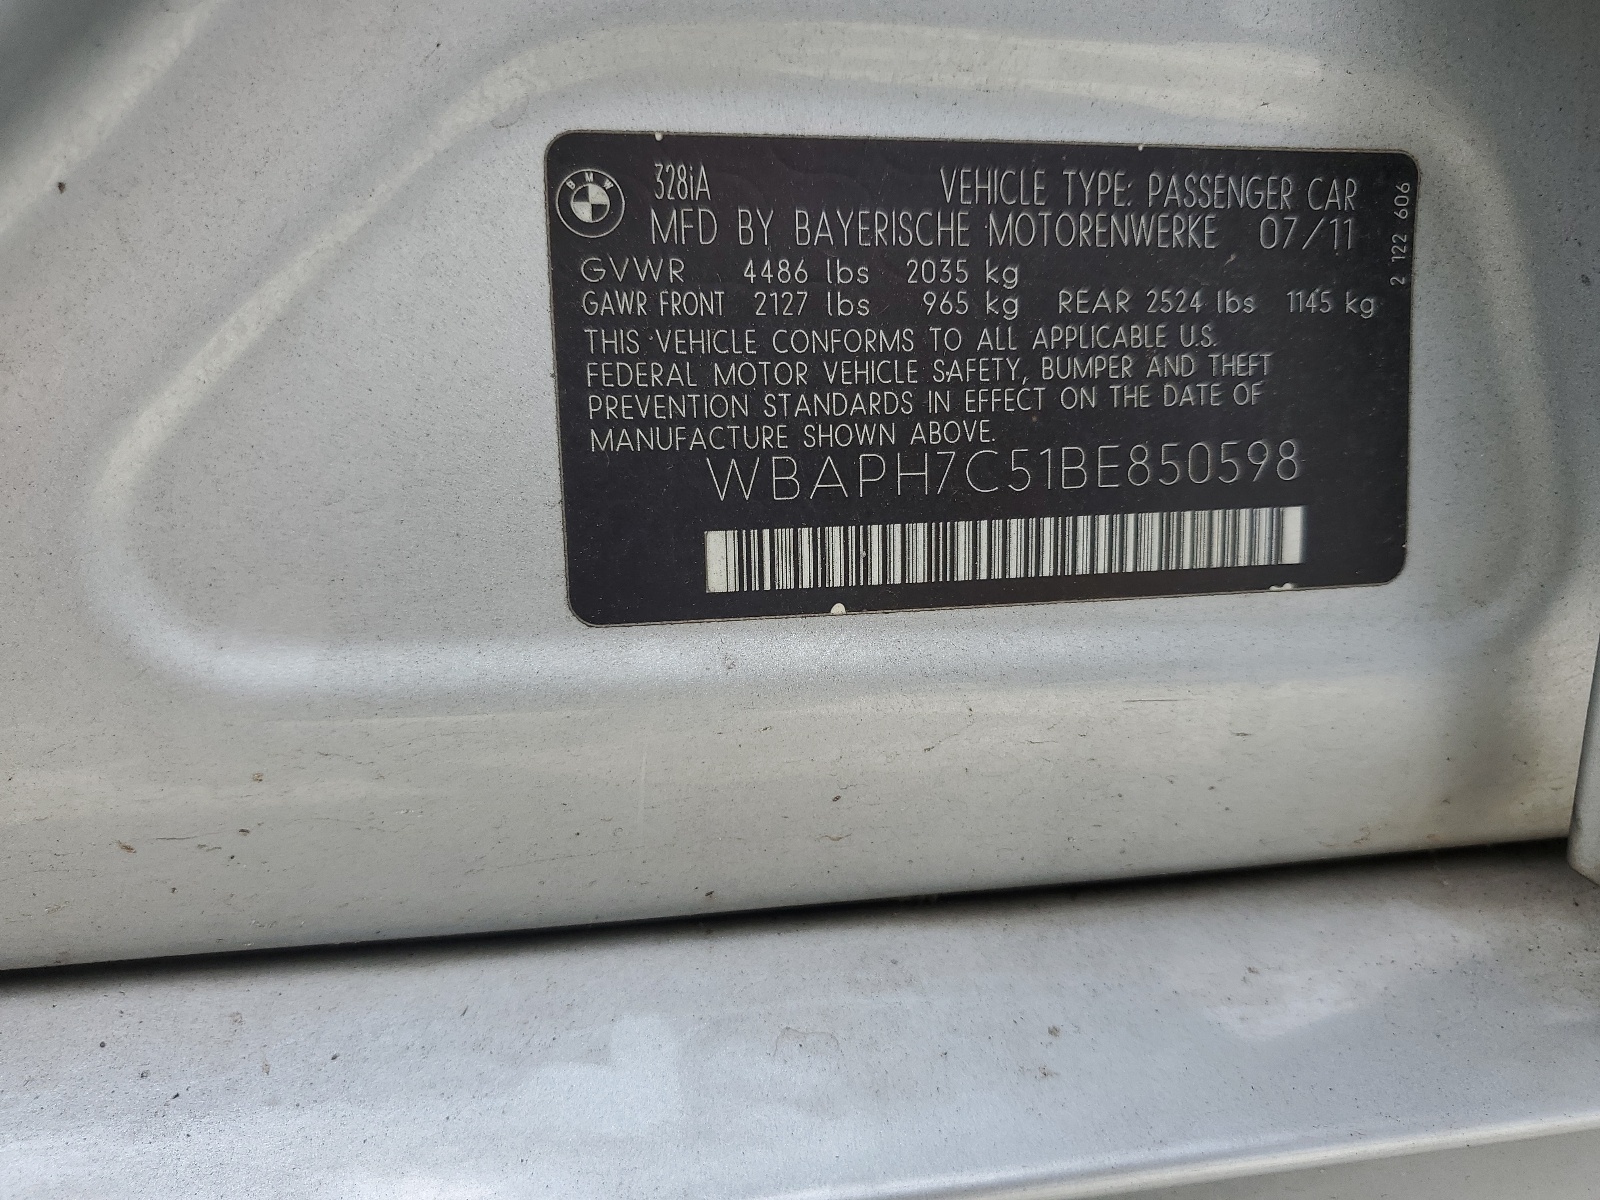 BMW
328iA VEHICLE TYPE: PASSENGER CAR
MFD BY BAYERISCHE MOTORENWERKE 07/11
GVWR 4486 lbs 2035 kg
GAWR FRONT 2127 lbs 965 kg REAR 2524 lbs 1145 kg
THIS VEHICLE CONFORMS TO ALL APPLICABLE U.S.
FEDERAL MOTOR VEHICLE SAFETY, BUMPER AND THEFT
PREVENTION STANDARDS IN EFFECT ON THE DATE OF
MANUFACTURE SHOWN ABOVE.
WBAPH7C51BE850598
2 122 606